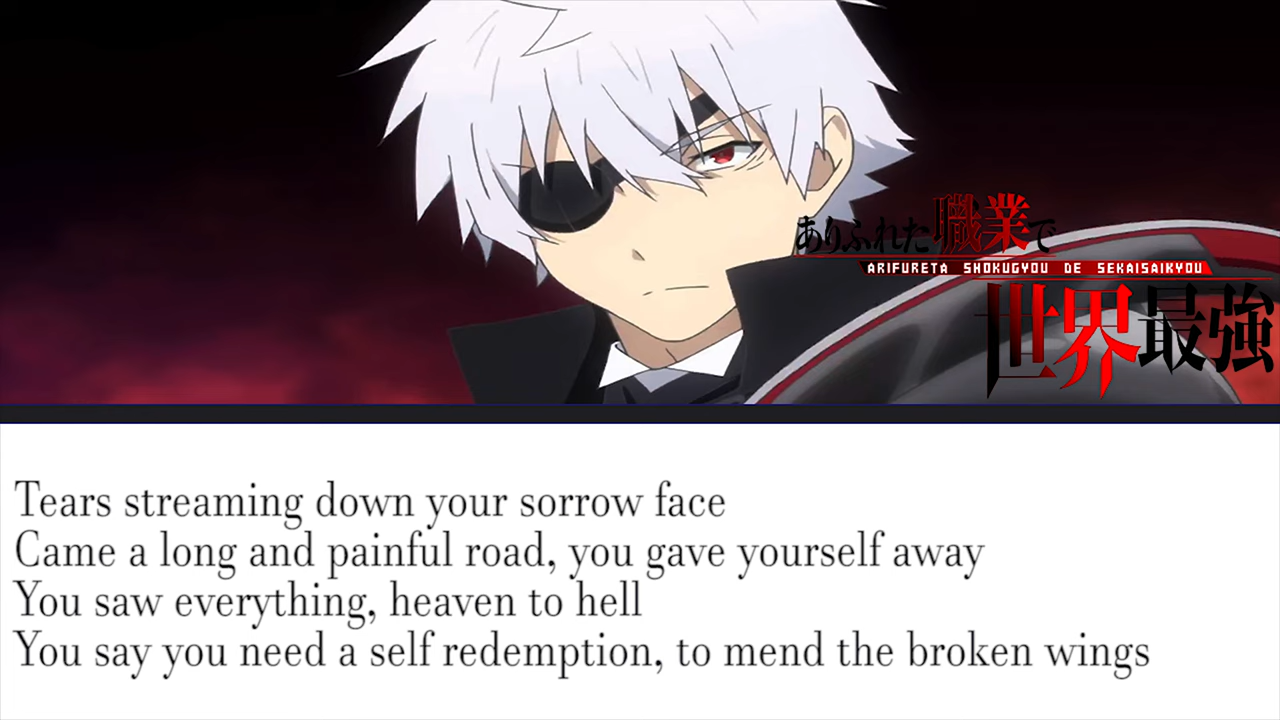 ありふれた職業で
ARIFURETA SHOKUGYOU DE SEKAISAIKYOU
世界最強
Tears streaming down your sorrow face
Came a long and painful road, you gave yourself away
You saw everything, heaven to hell
You say you need a self redemption, to mend the broken wings